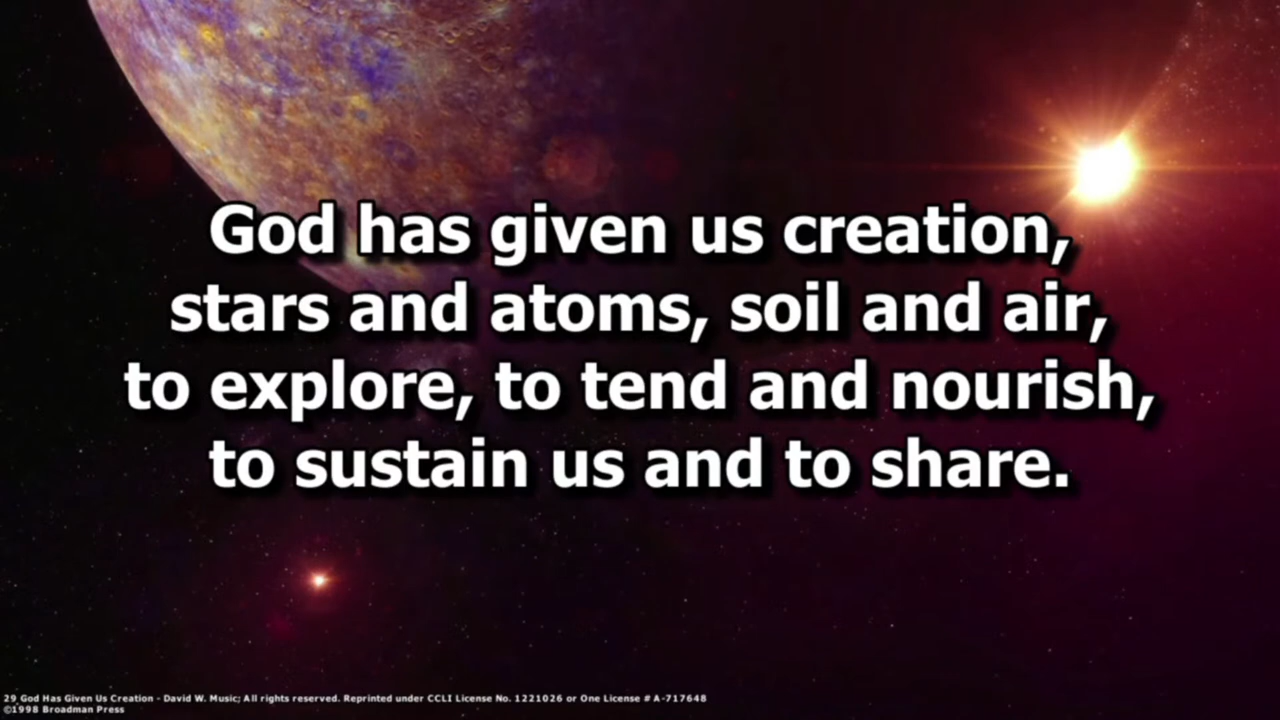 God has given us creation,
stars and atoms, soil and air,
to explore, to tend and nourish,
to sustain us and to share.
29 God Has Given Us Creation - David W. Music; All rights reserved. Reprinted under CCLI License No. 1221026 or One License # A-717648
©1998 Broadman Press